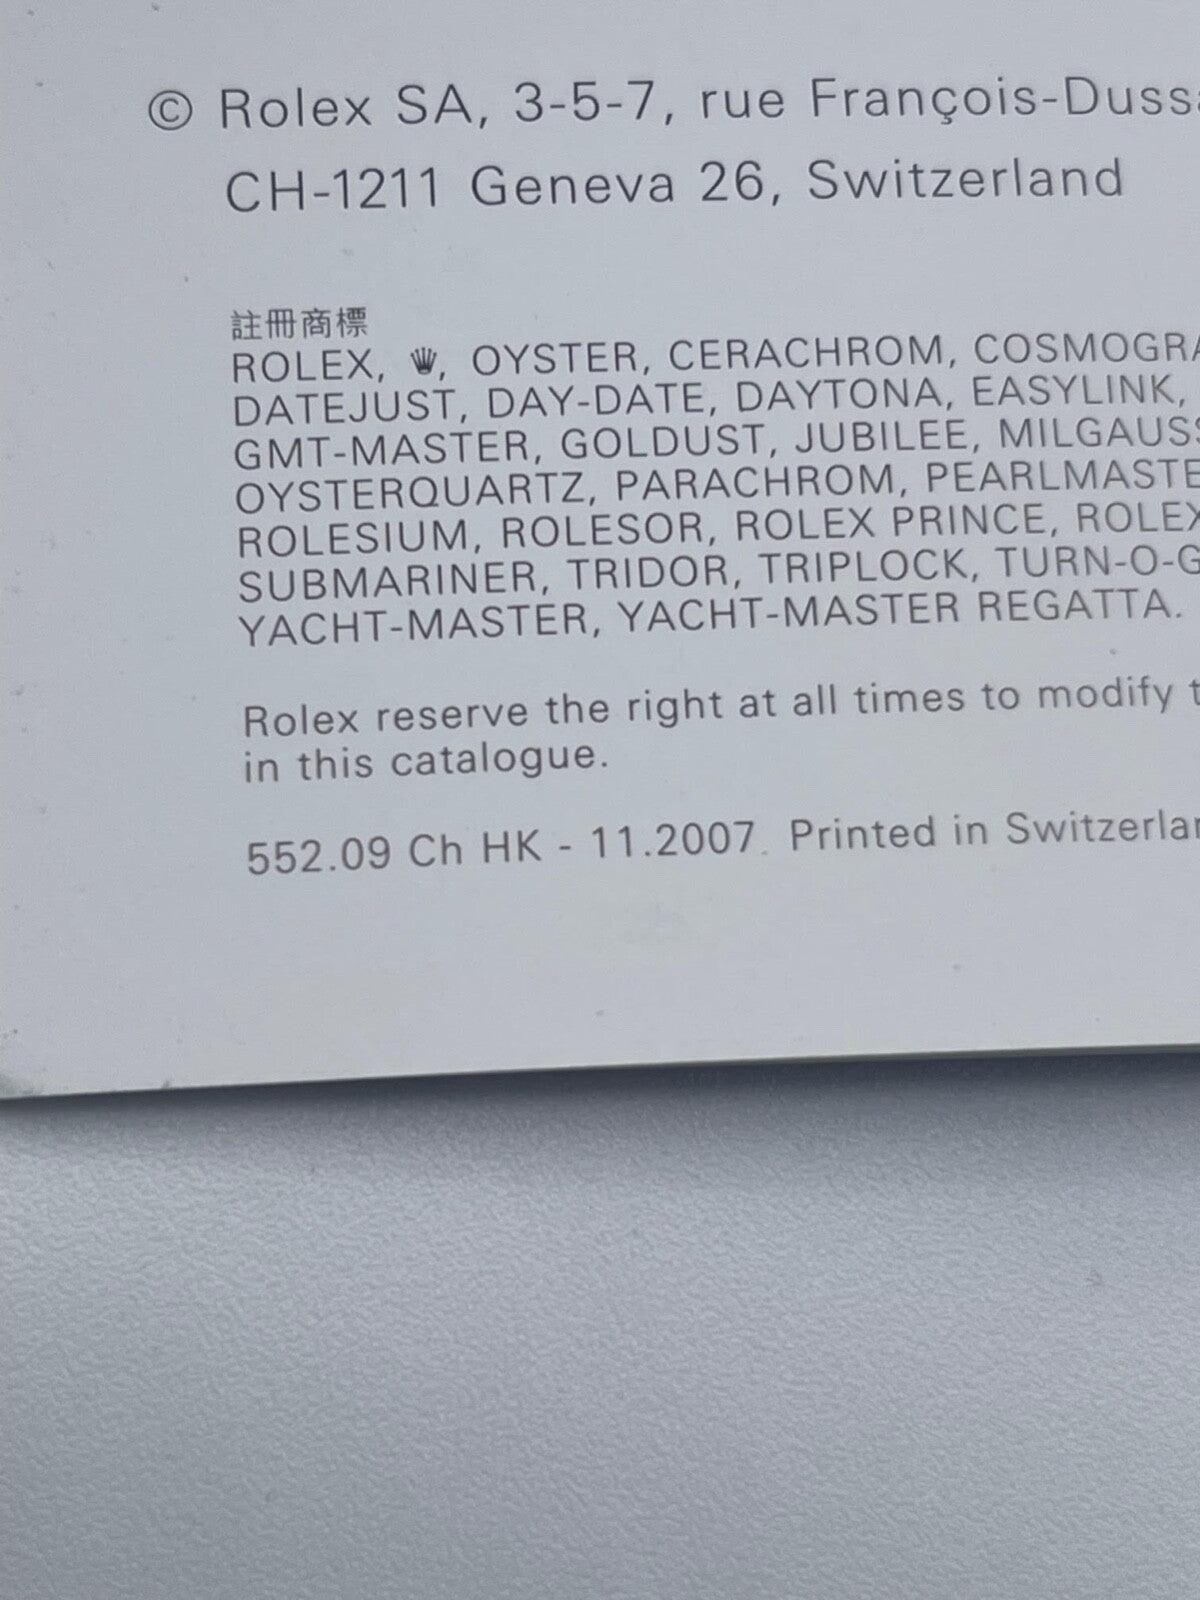 © Rolex SA, 3-5-7, rue François-Duss
CH-1211 Geneva 26, Switzerland
註冊商標
ROLEX, , OYSTER, CERACHROM, COSMOGRA
DATEJUST, DAY-DATE, DAYTONA, EASYLINK,
GMT-MASTER, GOLDUST, JUBILEE, MILGAUSS
OYSTERQUARTZ, PARACHROM, PEARLMASTE
ROLESIUM, ROLESOR, ROLEX PRINCE, ROLEX
SUBMARINER, TRIDOR, TRIPLOCK, TURN-O-G
YACHT-MASTER, YACHT-MASTER REGATTA.
Rolex reserve the right at all times to modify t
in this catalogue.
552.09 Ch HK - 11.2007. Printed in Switzerlan